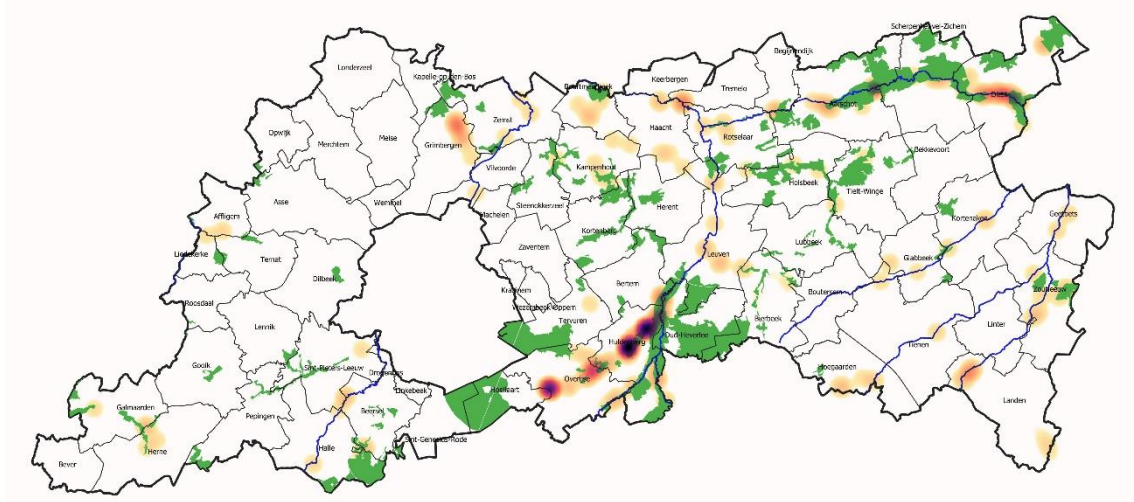 Scherpenheuvel-Zichem
Begijnendijk
Londerzeel
Kapelle-op-den-Bos
Keerbergen
Tremelo
Diest
Aarschot
Zemst
Haacht
Rotselaar
Opwijk
Meise
Merchtem
Grimbergen
Bekkevoort
Vilvoorde
Kampenhout
Holsbeek
Tielt-Winge
Asse
Wemmel
Steenokkerzeel
Herent
Affligem
Machelen
Kortenaken
Geetbets
Kortenberg
Lubbeek
Liedekerke
Ternat
Zaventem
Leuven
Glabbeek
Dilbeek
Bertem
Zoutleeuw
Kraainem
Boutersem
Roosdaal
Wezembeek-Oppem
Bierbeek
Tervuren
Linter
Lennik
Oud-Heverlee
Huldenberg
Tienen
Gooik
Sint-Pieters-Leeuw
Hoegaarden
Drogenbos
Overijse
Hoeilaart
Linkebeek
Landen
Galmaarden
Beersel
Pepingen
Sint-Genesius-Rode
Halle
Herne
Bever